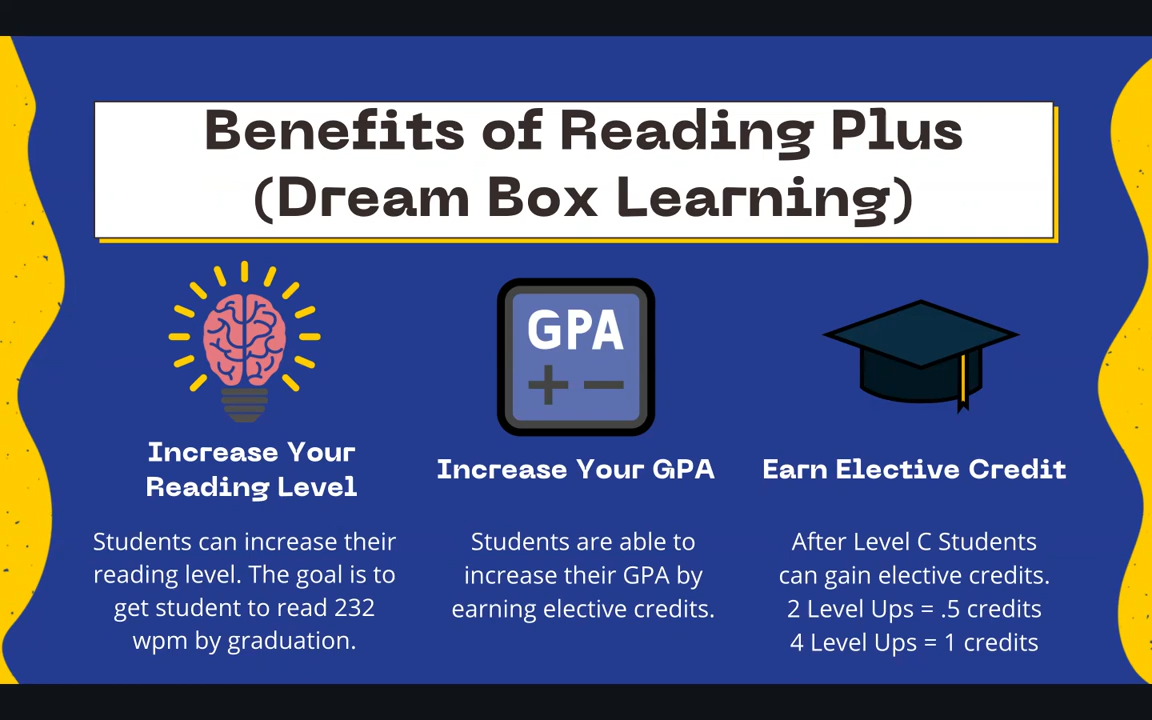 Benefits of Reading Plus
(Dream Box Learning)
GPA
+ −
Increase Your
Reading Level
Students can increase their
reading level. The goal is to
get student to read 232
wpm by graduation.
Increase Your GPA
Students are able to
increase their GPA by
earning elective credits.
Earn Elective Credit
After Level C Students
can gain elective credits.
2 Level Ups = .5 credits
4 Level Ups = 1 credits